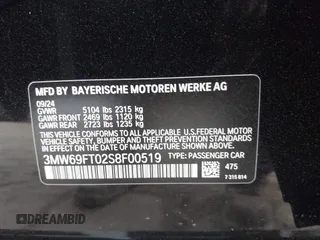 MFD BY BAYERISCHE MOTOREN WERKE AG
09/24
GVWR 5104 lbs 2315 kg
GAWR FRONT 2469 lbs 1120 kg
GAWR REAR 2723 lbs 1235 kg
THIS VEHICLE CONFORMS TO ALL APPLICABLE U.S. FEDERAL MOTOR
VEHICLE SAFETY, BUMPER, AND THEFT PREVENTION STANDARDS
IN EFFECT ON THE DATE OF MANUFACTURE SHOWN ABOVE.
3MW69FT02S8F00519 TYPE: PASSENGER CAR
475
7 315 814
DREAMBID